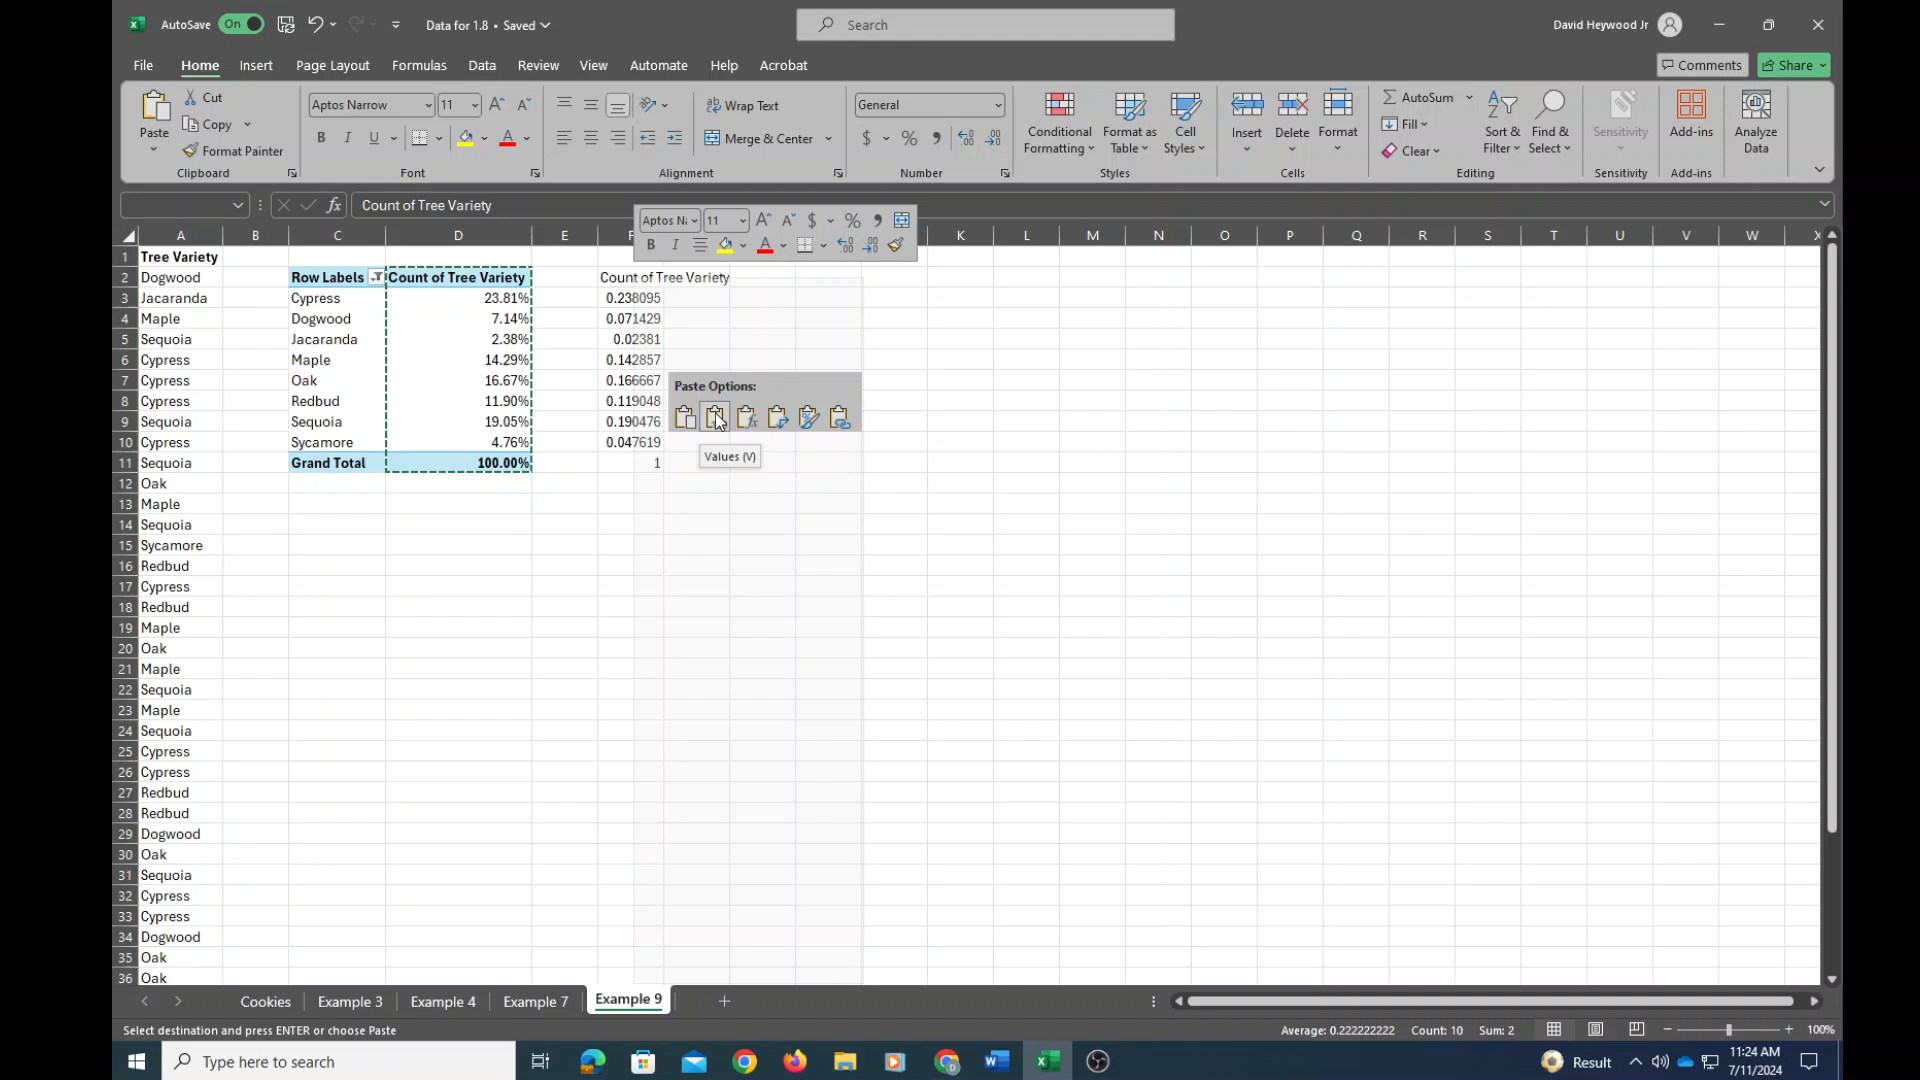 AutoSave On Data for 1.8 • Saved Search David Heywood Jr
File Home Insert Page Layout Formulas Data Review View Automate Help Acrobat Comments Share
Paste Cut Copy Format Painter Clipboard
Aptos Narrow 11 A A B I U A Font
ab Wrap Text Merge & Center Alignment
General $ % Number
Conditional Formatting Format as Table Cell Styles Styles
Insert Delete Format Cells
AutoSum Fill Clear Sort & Filter Find & Select Editing
Sensitivity Sensitivity
Add-ins Add-ins
Analyze Data
fx Count of Tree Variety
Aptos Na 11 A A $ %
B I A
A B C D E F K L M N O P Q R S T U V W X
1 Tree Variety
2 Dogwood Row Labels Count of Tree Variety Count of Tree Variety
3 Jacaranda Cypress 23.81% 0.238095
4 Maple Dogwood 7.14% 0.071429
5 Sequoia Jacaranda 2.38% 0.02381
6 Cypress Maple 14.29% 0.142857
7 Cypress Oak 16.67% 0.166667 Paste Options:
8 Cypress Redbud 11.90% 0.119048
9 Sequoia Sequoia 19.05% 0.190476
10 Cypress Sycamore 4.76% 0.047619
11 Sequoia Grand Total 100.00% 1 Values (V)
12 Oak
13 Maple
14 Sequoia
15 Sycamore
16 Redbud
17 Cypress
18 Redbud
19 Maple
20 Oak
21 Maple
22 Sequoia
23 Maple
24 Sequoia
25 Cypress
26 Cypress
27 Redbud
28 Redbud
29 Dogwood
30 Oak
31 Sequoia
32 Cypress
33 Cypress
34 Dogwood
35 Oak
36 Oak
Cookies Example 3 Example 4 Example 7 Example 9
Select destination and press ENTER or choose Paste Average: 0.222222222 Count: 10 Sum: 2 100%
Type here to search Result 11:24 AM
7/11/2024